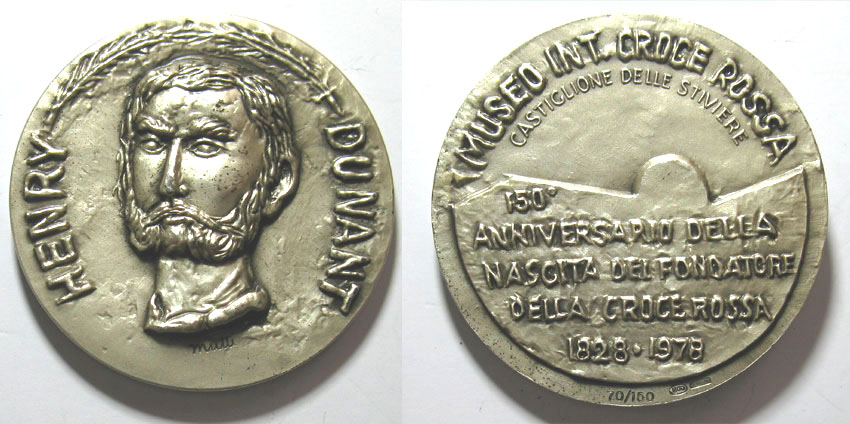 HENRY
DUNANT
MUSEO INT. CROCE ROSSA
CASTIGLIONE DELLE STIVIERE
150°
ANNIVERSARIO DELLA
NASCITA DEL FONDATORE
DELLA CROCE ROSSA
1828 • 1978
70/150